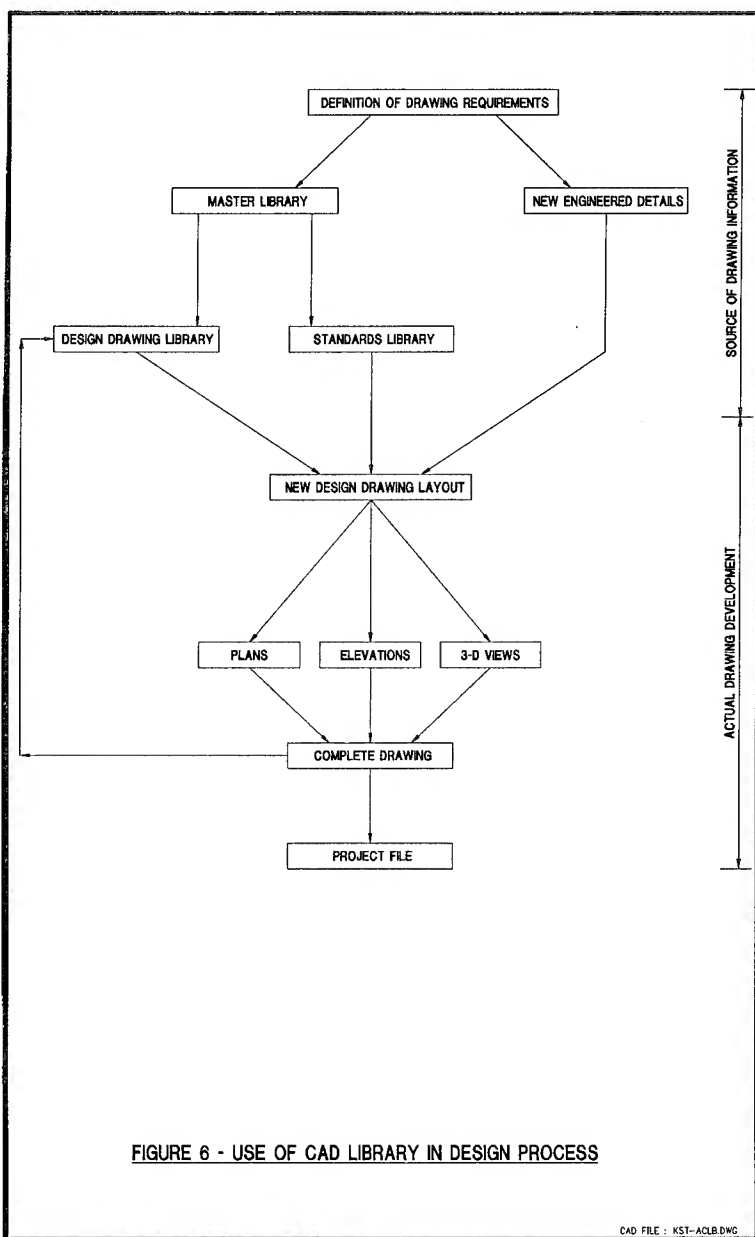 DEFINITION OF DRAWING REQUIREMENTS
MASTER LIBRARY
NEW ENGINEERED DETAILS
DESIGN DRAWING LIBRARY
STANDARDS LIBRARY
NEW DESIGN DRAWING LAYOUT
PLANS
ELEVATIONS
3-D VIEWS
COMPLETE DRAWING
PROJECT FILE
SOURCE OF DRAWING INFORMATION
ACTUAL DRAWING DEVELOPMENT
FIGURE 6 - USE OF CAD LIBRARY IN DESIGN PROCESS
CAD FILE : KST-ACLB.DWG